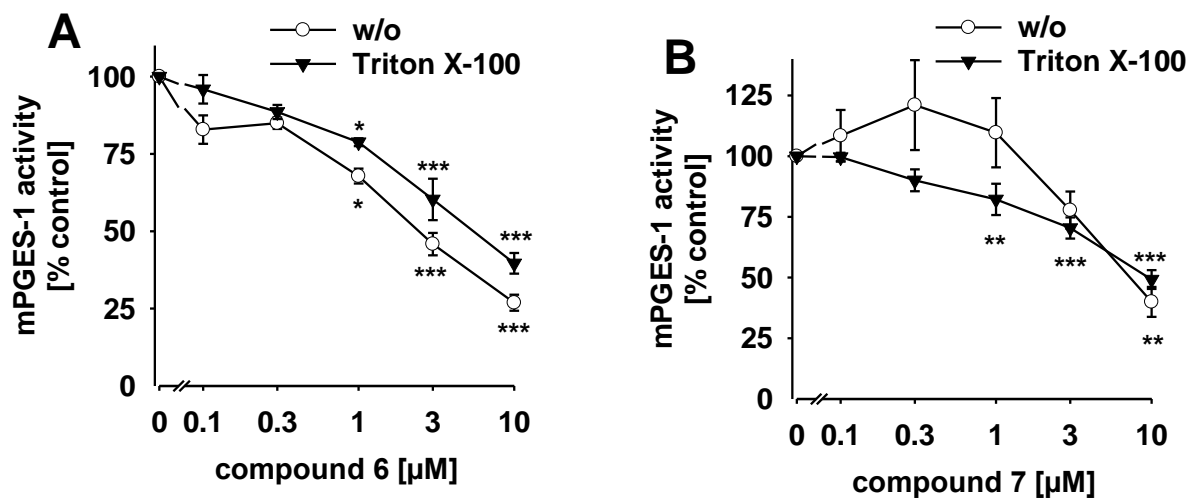 A
w/o
Triton X-100
mPGES-1 activity
[% control]
100
75
50
25
0
*
*
***
***
***
***
0 0.1 0.3 1 3 10
compound 6 [µM]
B
w/o
Triton X-100
mPGES-1 activity
[% control]
125
100
75
50
25
0
**
***
***
**
0 0.1 0.3 1 3 10
compound 7 [µM]